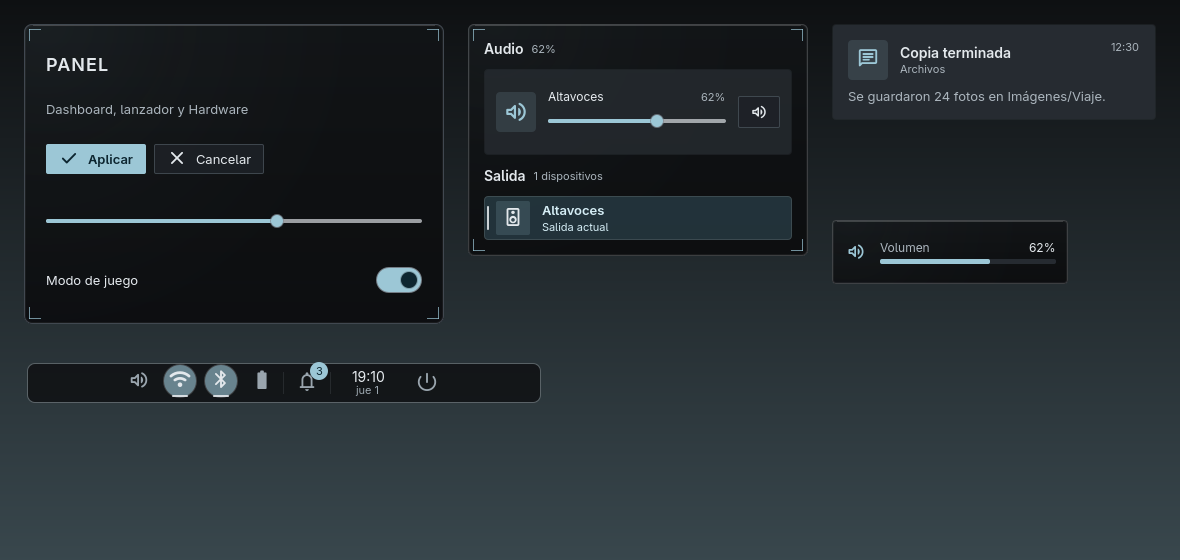 PANEL
Dashboard, lanzador y Hardware
Aplicar
Cancelar
Modo de juego
Audio 62%
Altavoces 62%
Salida 1 dispositivos
Altavoces
Salida actual
Copia terminada 12:30
Archivos
Se guardaron 24 fotos en Imágenes/Viaje.
Volumen 62%
3
19:10
jue 1